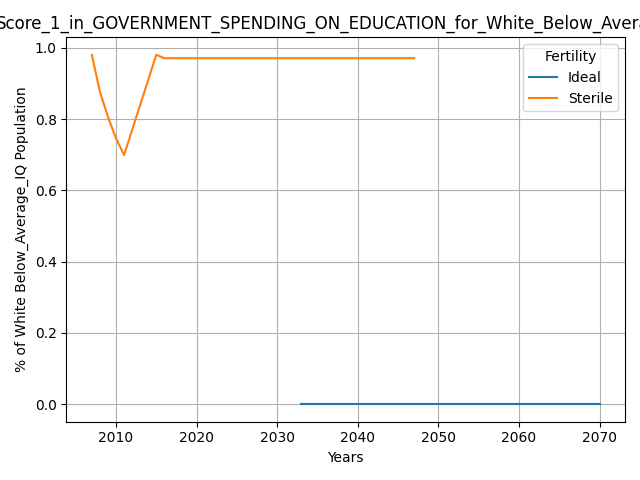 Score_1_in_GOVERNMENT_SPENDING_ON_EDUCATION_for_White_Below_Avera
Fertility
Ideal
Sterile
% of White Below_Average_IQ Population
1.0
0.8
0.6
0.4
0.2
0.0
2010 2020 2030 2040 2050 2060 2070
Years